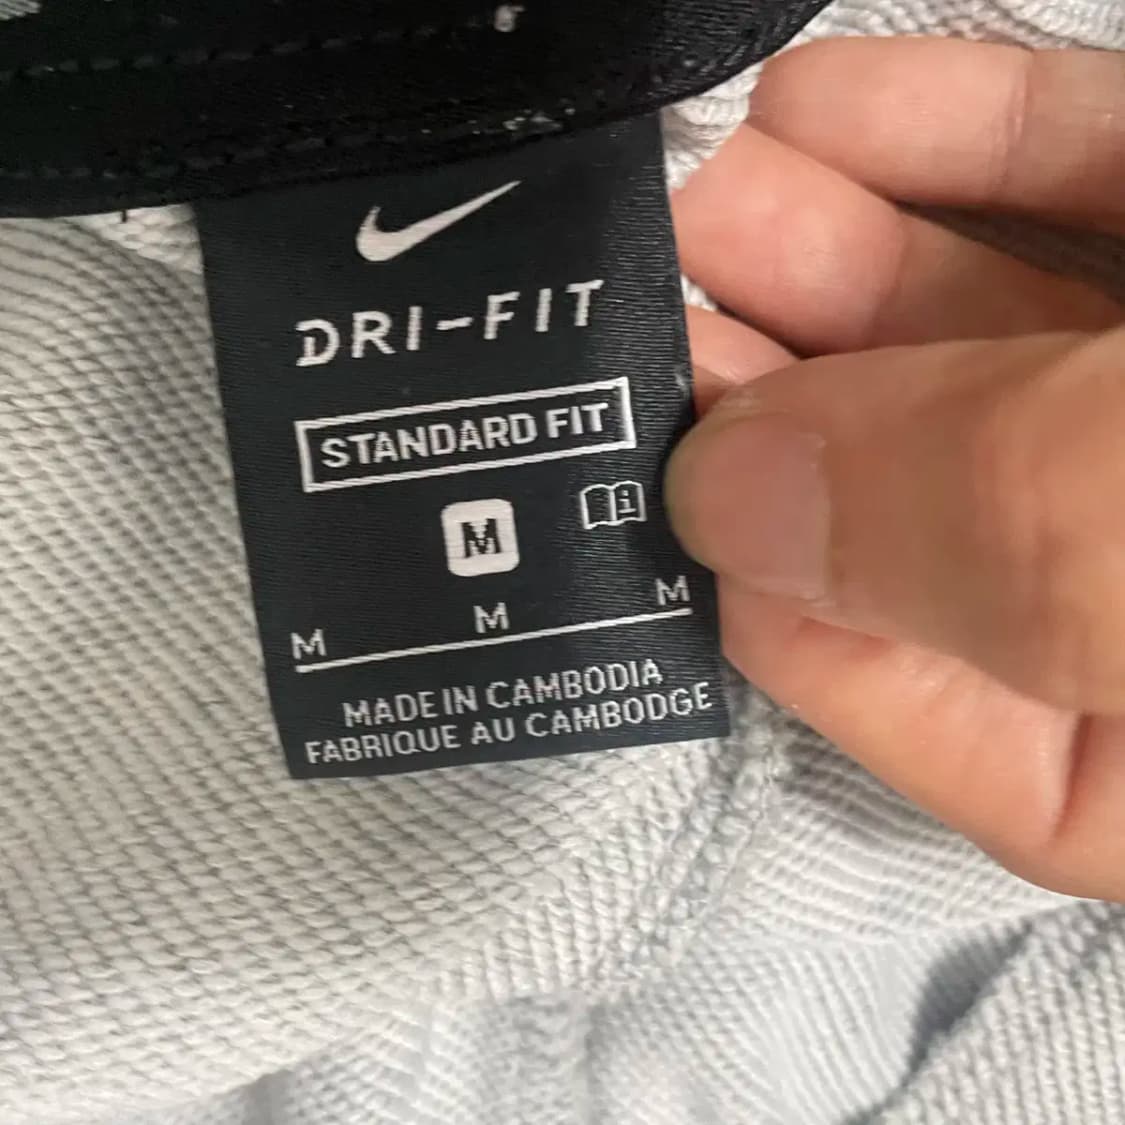 DRI-FIT
STANDARD FIT
M
M M M
MADE IN CAMBODIA
FABRIQUE AU CAMBODGE